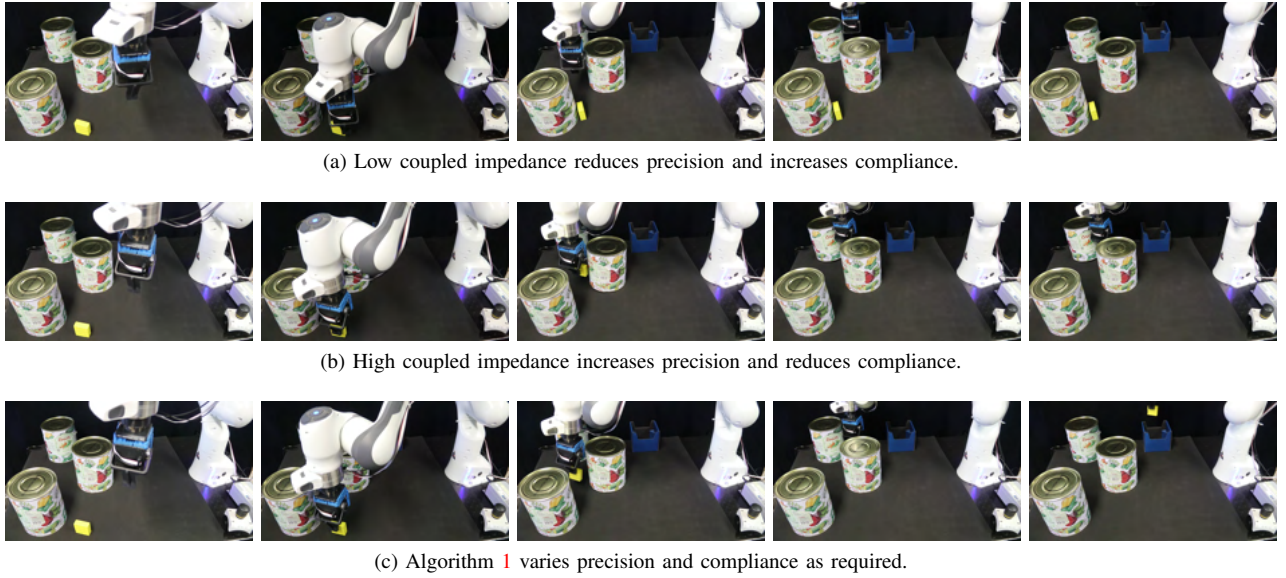 (a) Low coupled impedance reduces precision and increases compliance.
(b) High coupled impedance increases precision and reduces compliance.
(c) Algorithm 1 varies precision and compliance as required.